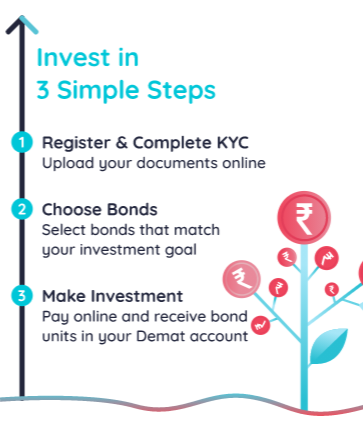 Invest in
3 Simple Steps
1 Register & Complete KYC
Upload your documents online
2 Choose Bonds
Select bonds that match
your investment goal
3 Make Investment
Pay online and receive bond
units in your Demat account
₹
₹
₹
₹
₹
₹
₹